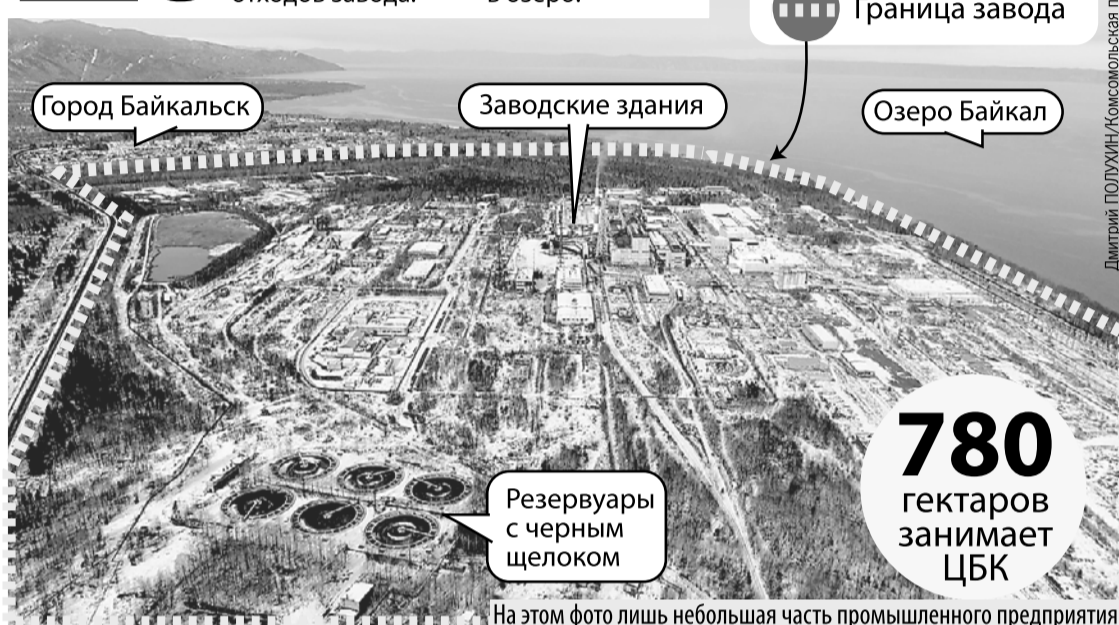 отходов завода.
в озеро.
Граница завода
Город Байкальск
Заводские здания
Озеро Байкал
Дмитрий ПОЛУХИН/Комсомольская п
780
гектаров
занимает
ЦБК
Резервуары
с черным
щелоком
На этом фото лишь небольшая часть промышленного предприятия